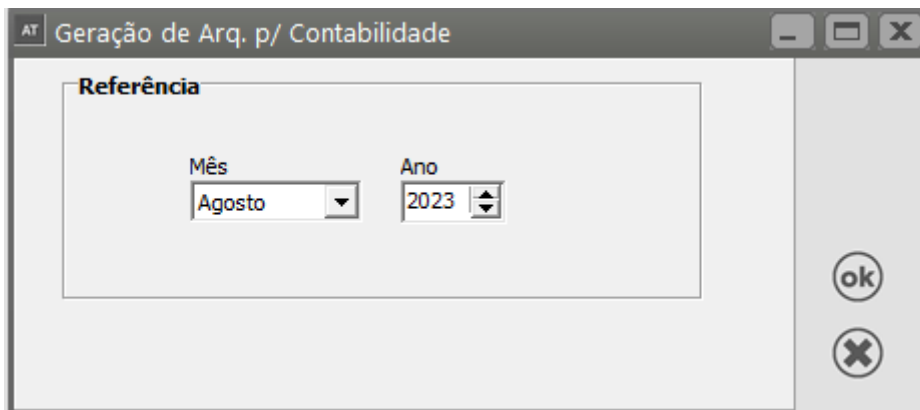 AT Geração de Arq. p/ Contabilidade
Referência
Mês Ano
Agosto 2023
ok